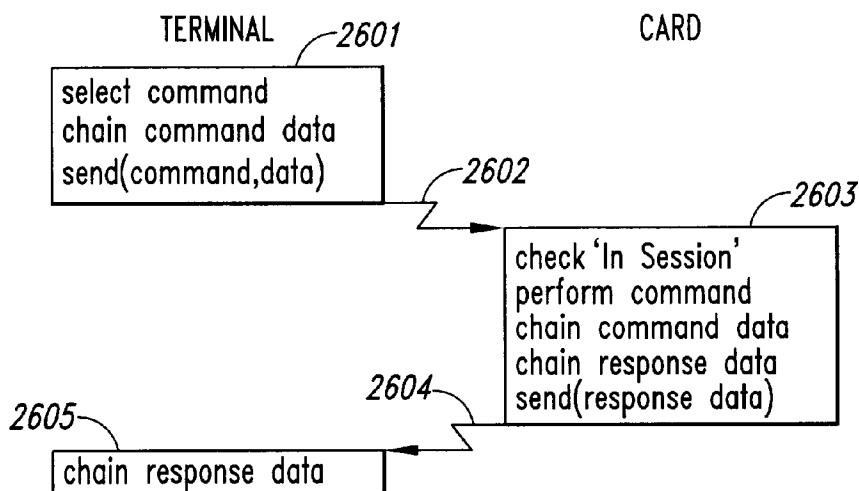 TERMINAL
CARD
2601
select command
chain command data
send(command,data)
2602
2603
check 'In Session'
perform command
chain command data
chain response data
send(response data)
2604
2605
chain response data